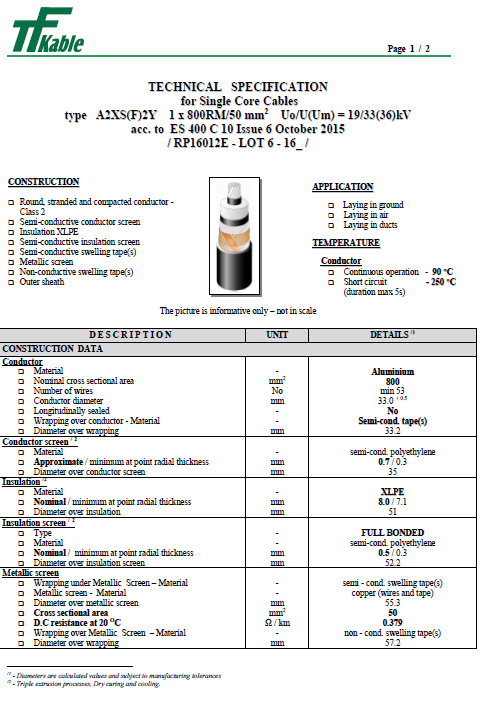 TF Kable
Page 1 / 2
TECHNICAL SPECIFICATION
for Single Core Cables
type A2XS(F)2Y 1 x 800RM/50 mm² Uo/U(Um) = 19/33(36)kV
acc. to ES 400 C 10 Issue 6 October 2015
/ RP16012E - LOT 6 - 16_ /
CONSTRUCTION
Round, stranded and compacted conductor -
Class 2
Semi-conductive conductor screen
Insulation XLPE
Semi-conductive insulation screen
Semi-conductive swelling tape(s)
Metallic screen
Non-conductive swelling tape(s)
Outer sheath
APPLICATION
Laying in ground
Laying in air
Laying in ducts
TEMPERATURE
Conductor
Continuous operation - 90 °C
Short circuit - 250 °C
(duration max 5s)
The picture is informative only – not in scale
DESCRIPTION UNIT DETAILS /1
CONSTRUCTION DATA
Conductor
Material - Aluminium
Nominal cross sectional area mm² 800
Number of wires No min 53
Conductor diameter mm 33.0 + 0.5
Longitudinally sealed - No
Wrapping over conductor - Material - Semi-cond. tape(s)
Diameter over wrapping mm 33.2
Conductor screen / 2
Material - semi-cond. polyethylene
Approximate / minimum at point radial thickness mm 0.7 / 0.3
Diameter over conductor screen mm 35
Insulation /2
Material - XLPE
Nominal / minimum at point radial thickness mm 8.0 / 7.1
Diameter over insulation mm 51
Insulation screen / 2
Type - FULL BONDED
Material - semi-cond. polyethylene
Nominal / minimum at point radial thickness mm 0.5 / 0.3
Diameter over insulation screen mm 52.2
Metallic screen
Wrapping under Metallic Screen – Material - semi - cond. swelling tape(s)
Metallic screen - Material - copper (wires and tape)
Diameter over metallic screen mm 55.3
Cross sectional area mm² 50
D.C resistance at 20 °C Ω / km 0.379
Wrapping over Metallic Screen – Material - non - cond. swelling tape(s)
Diameter over wrapping mm 57.2
/1 - Diameters are calculated values and subject to manufacturing tolerances
/2 - Triple extrusion processes, Dry curing and cooling.